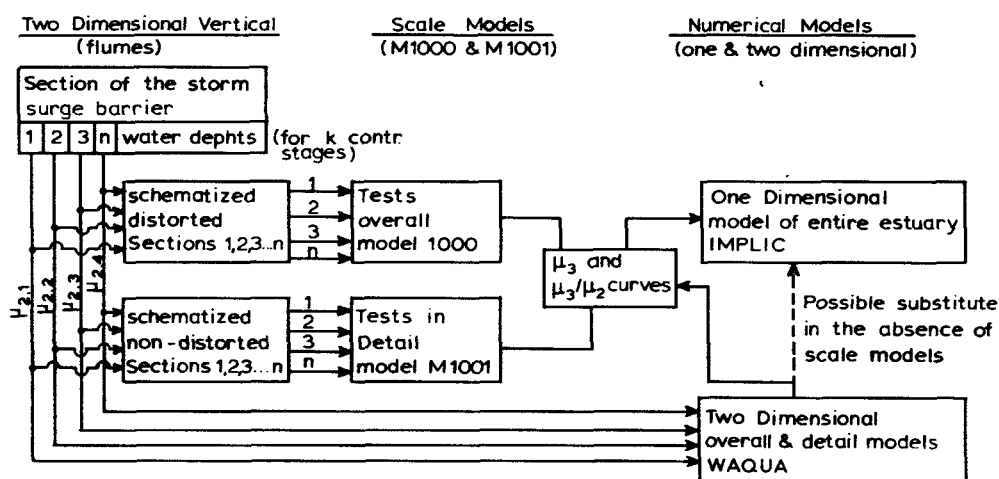 Two Dimensional Vertical
(flumes)
Scale Models
(M1000 & M1001)
Numerical Models
(one & two dimensional)
Section of the storm
surge barrier
1 2 3 n water dephts
(for k contr.
stages)
schematized
distorted
Sections 1,2,3...n
1
2
3
n
Tests
overall
model 1000
One Dimensional
model of entire estuary
IMPLIC
μ3 and
μ3/μ2 curves
μ2.1
μ2.2
μ2.3
μ2.4
schematized
non-distorted
Sections 1,2,3...n
1
2
3
n
Tests in
Detail
model M1001
Possible substitute
in the absence of
scale models
Two Dimensional
overall & detail models
WAQUA